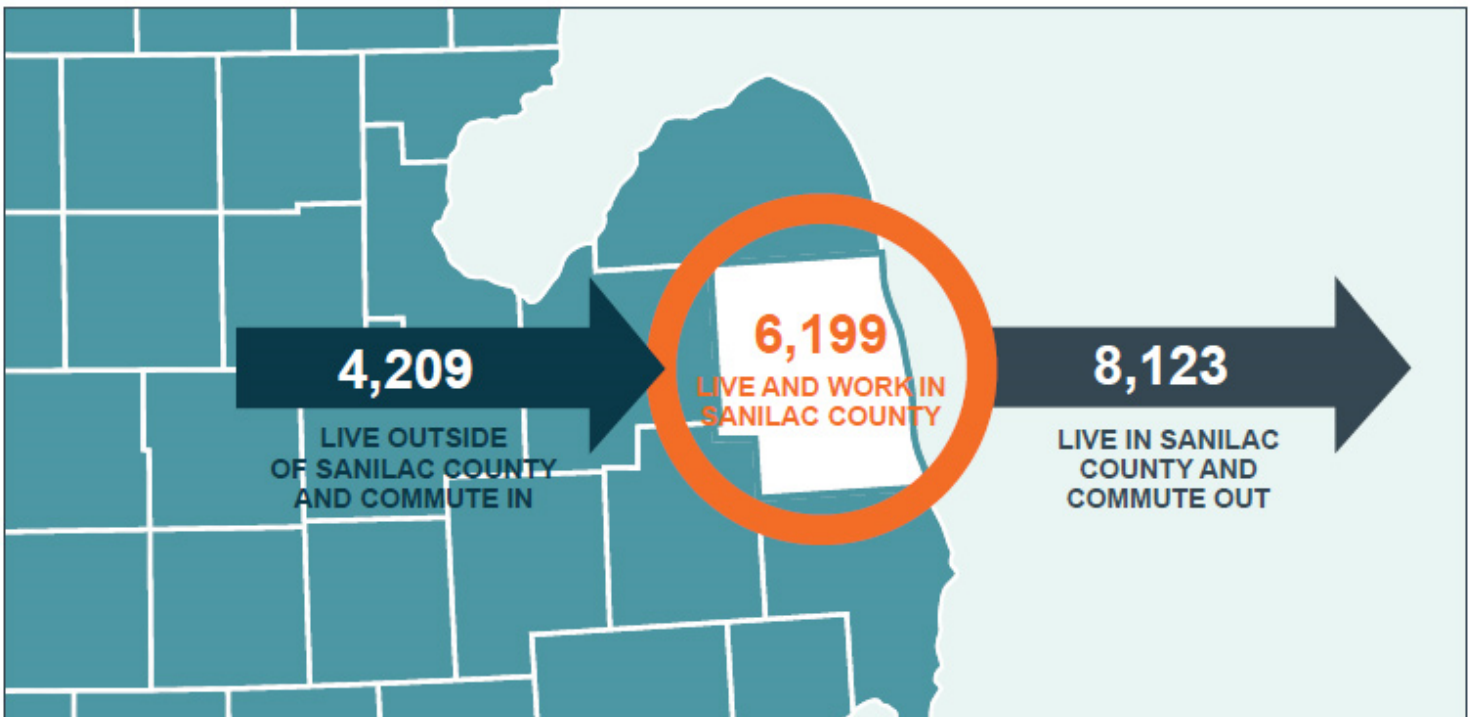 4,209
LIVE OUTSIDE
OF SANILAC COUNTY
AND COMMUTE IN
6,199
LIVE AND WORK IN
SANILAC COUNTY
8,123
LIVE IN SANILAC
COUNTY AND
COMMUTE OUT